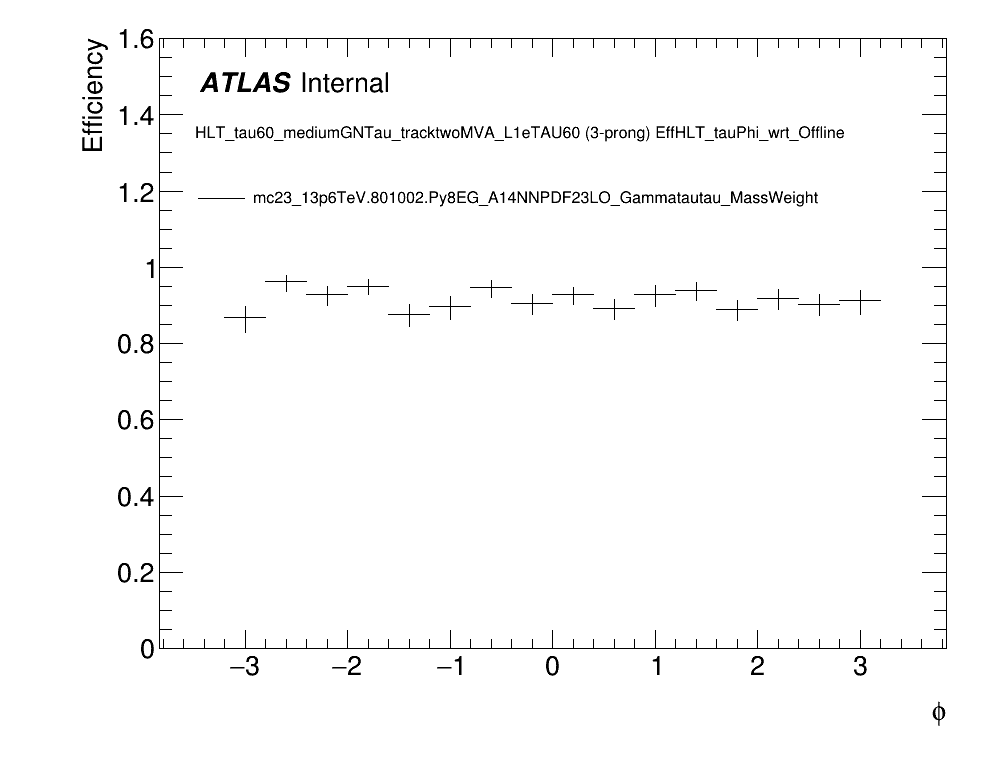 Efficiency
1.6
1.4
1.2
1
0.8
0.6
0.4
0.2
0
ATLAS Internal
HLT_tau60_mediumGNTau_tracktwoMVA_L1eTAU60 (3-prong) EffHLT_tauPhi_wrt_Offline
mc23_13p6TeV.801002.Py8EG_A14NNPDF23LO_Gammatautau_MassWeight
−3 −2 −1 0 1 2 3
ϕ